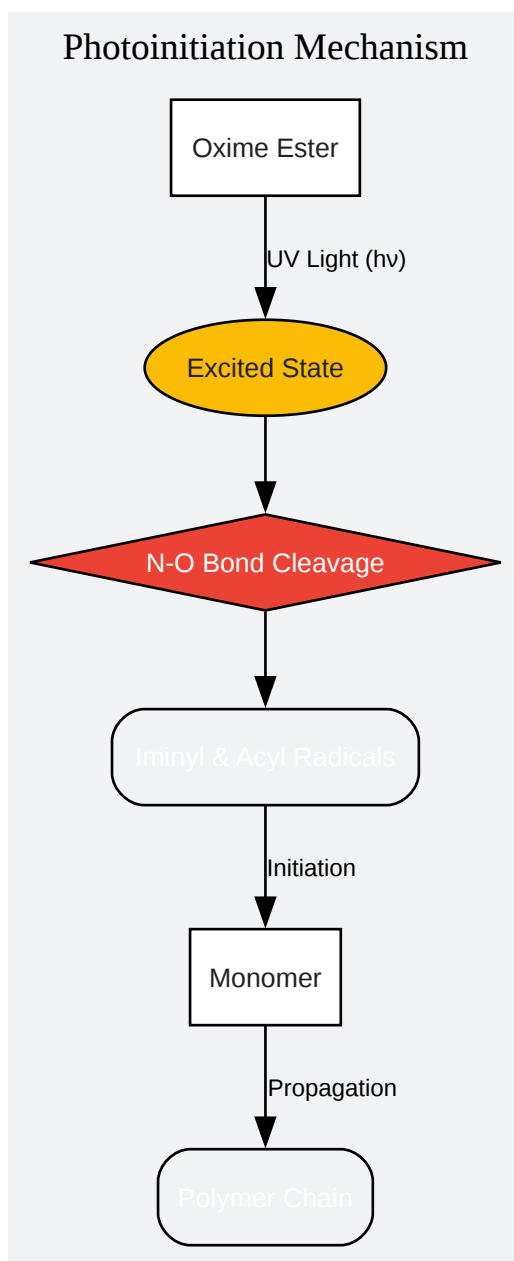 Photoinitiation Mechanism
Oxime Ester
UV Light (hν)
Excited State
N-O Bond Cleavage
Iminyl & Acyl Radicals
Initiation
Monomer
Propagation
Polymer Chain